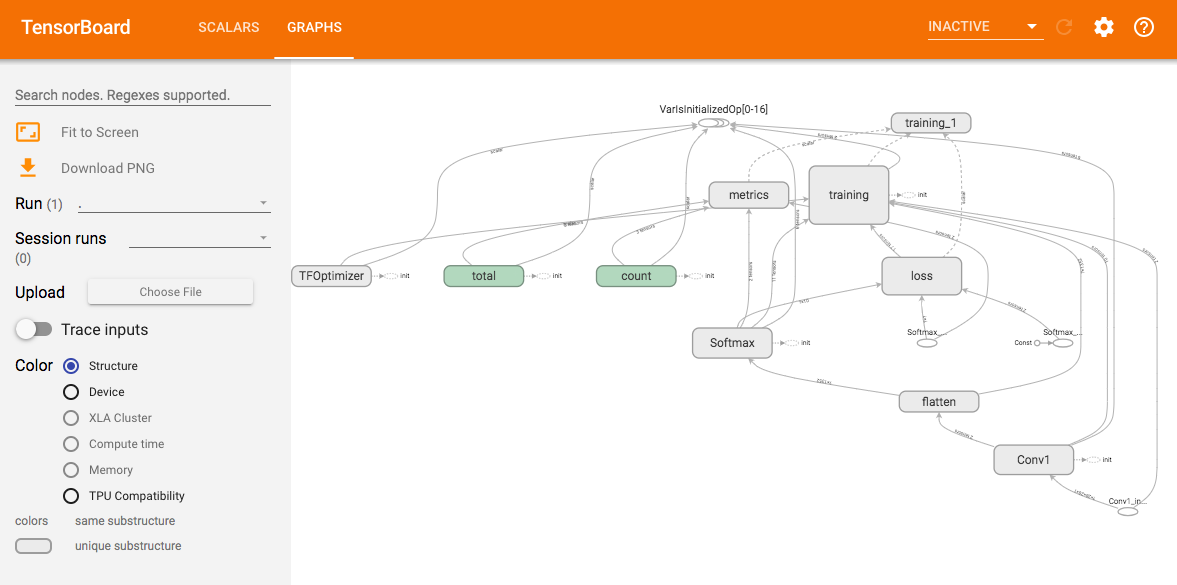 TensorBoard
SCALARS
GRAPHS
INACTIVE
Search nodes. Regexes supported.
Fit to Screen
Download PNG
Run (1) .
Session runs
(0)
Upload
Choose File
Trace inputs
Color
Structure
Device
XLA Cluster
Compute time
Memory
TPU Compatibility
colors
same substructure
unique substructure
VarIsInitializedOp[0-16]
training_1
metrics
training
init
TFOptimizer
init
total
init
count
init
loss
Softmax
init
Softmax_...
Softmax_...
Const
flatten
Conv1
init
Conv1_in...